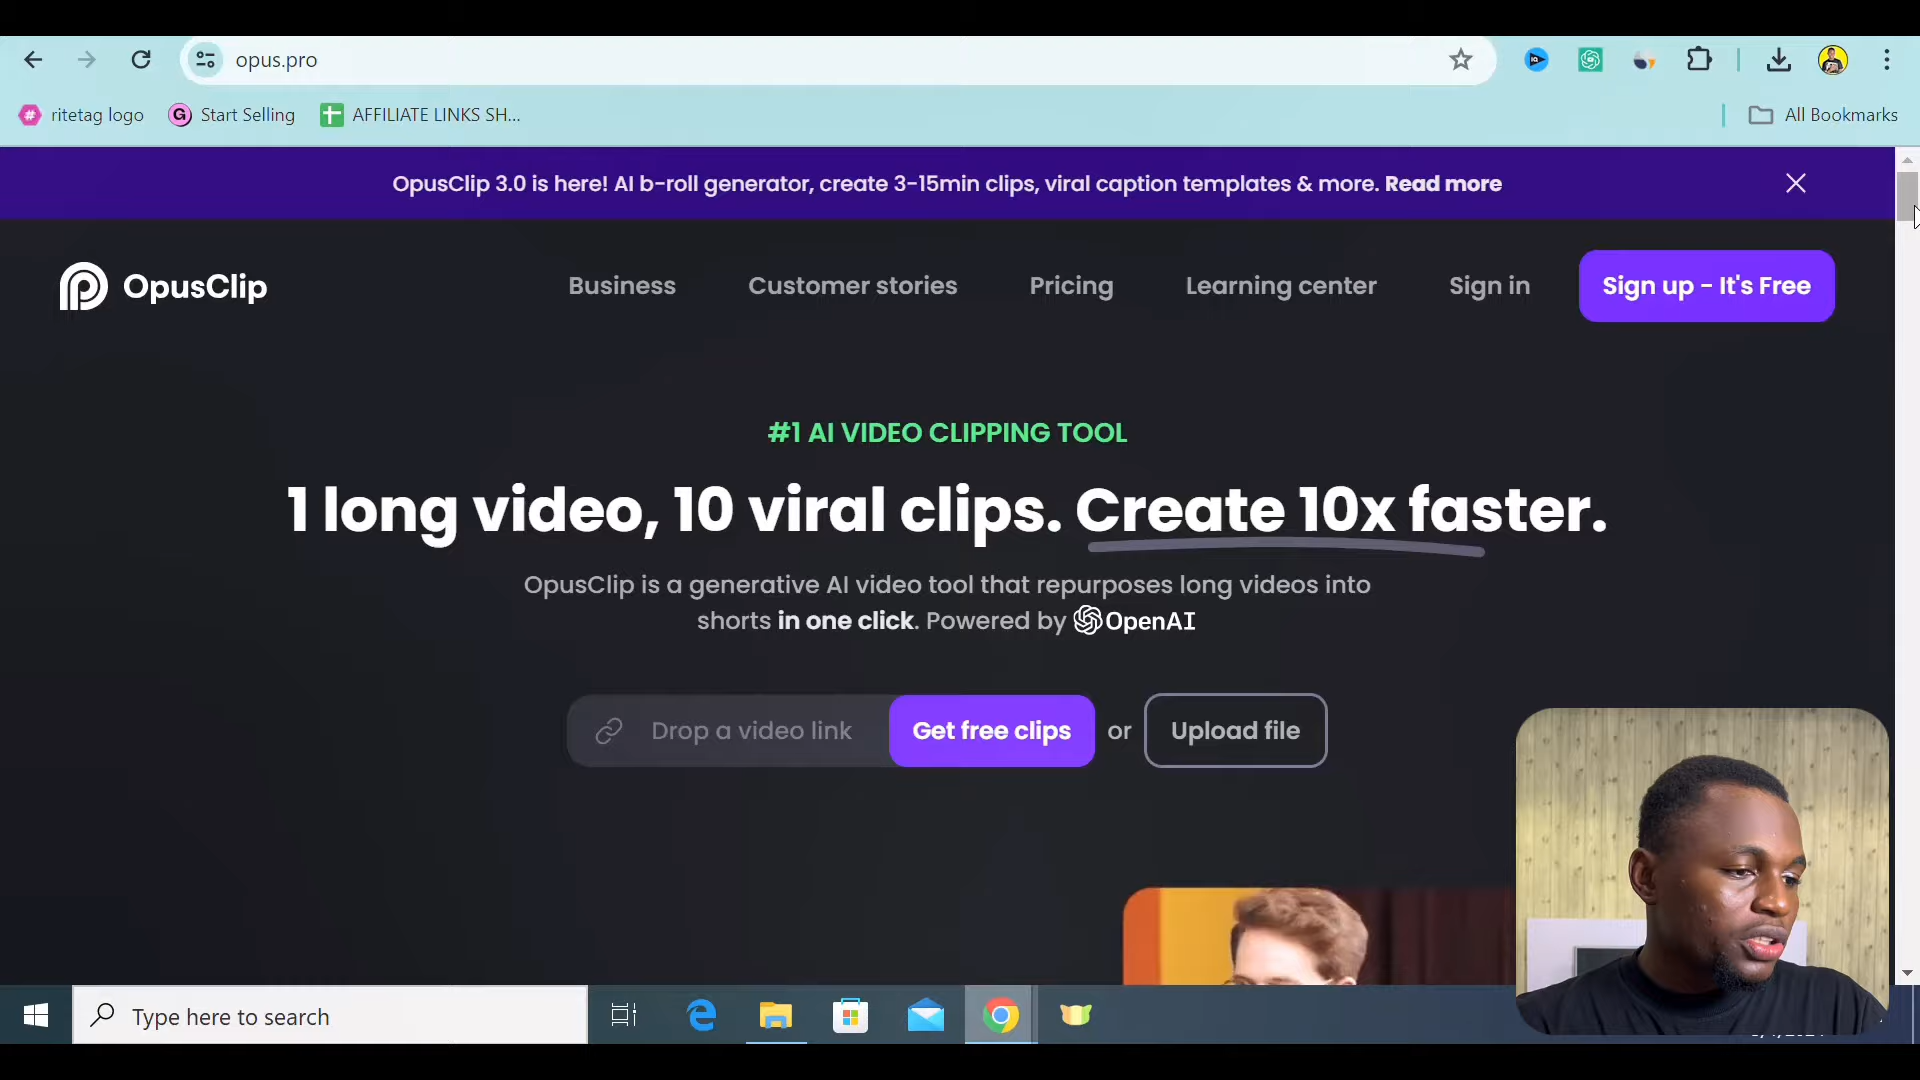 opus.pro
ritetag logo
Start Selling
AFFILIATE LINKS SH...
All Bookmarks
OpusClip 3.0 is here! AI b-roll generator, create 3-15min clips, viral caption templates & more. Read more
OpusClip
Business
Customer stories
Pricing
Learning center
Sign in
Sign up - It's Free
#1 AI VIDEO CLIPPING TOOL
1 long video, 10 viral clips. Create 10x faster.
OpusClip is a generative AI video tool that repurposes long videos into
shorts in one click. Powered by OpenAI
Drop a video link
Get free clips
or
Upload file
Type here to search